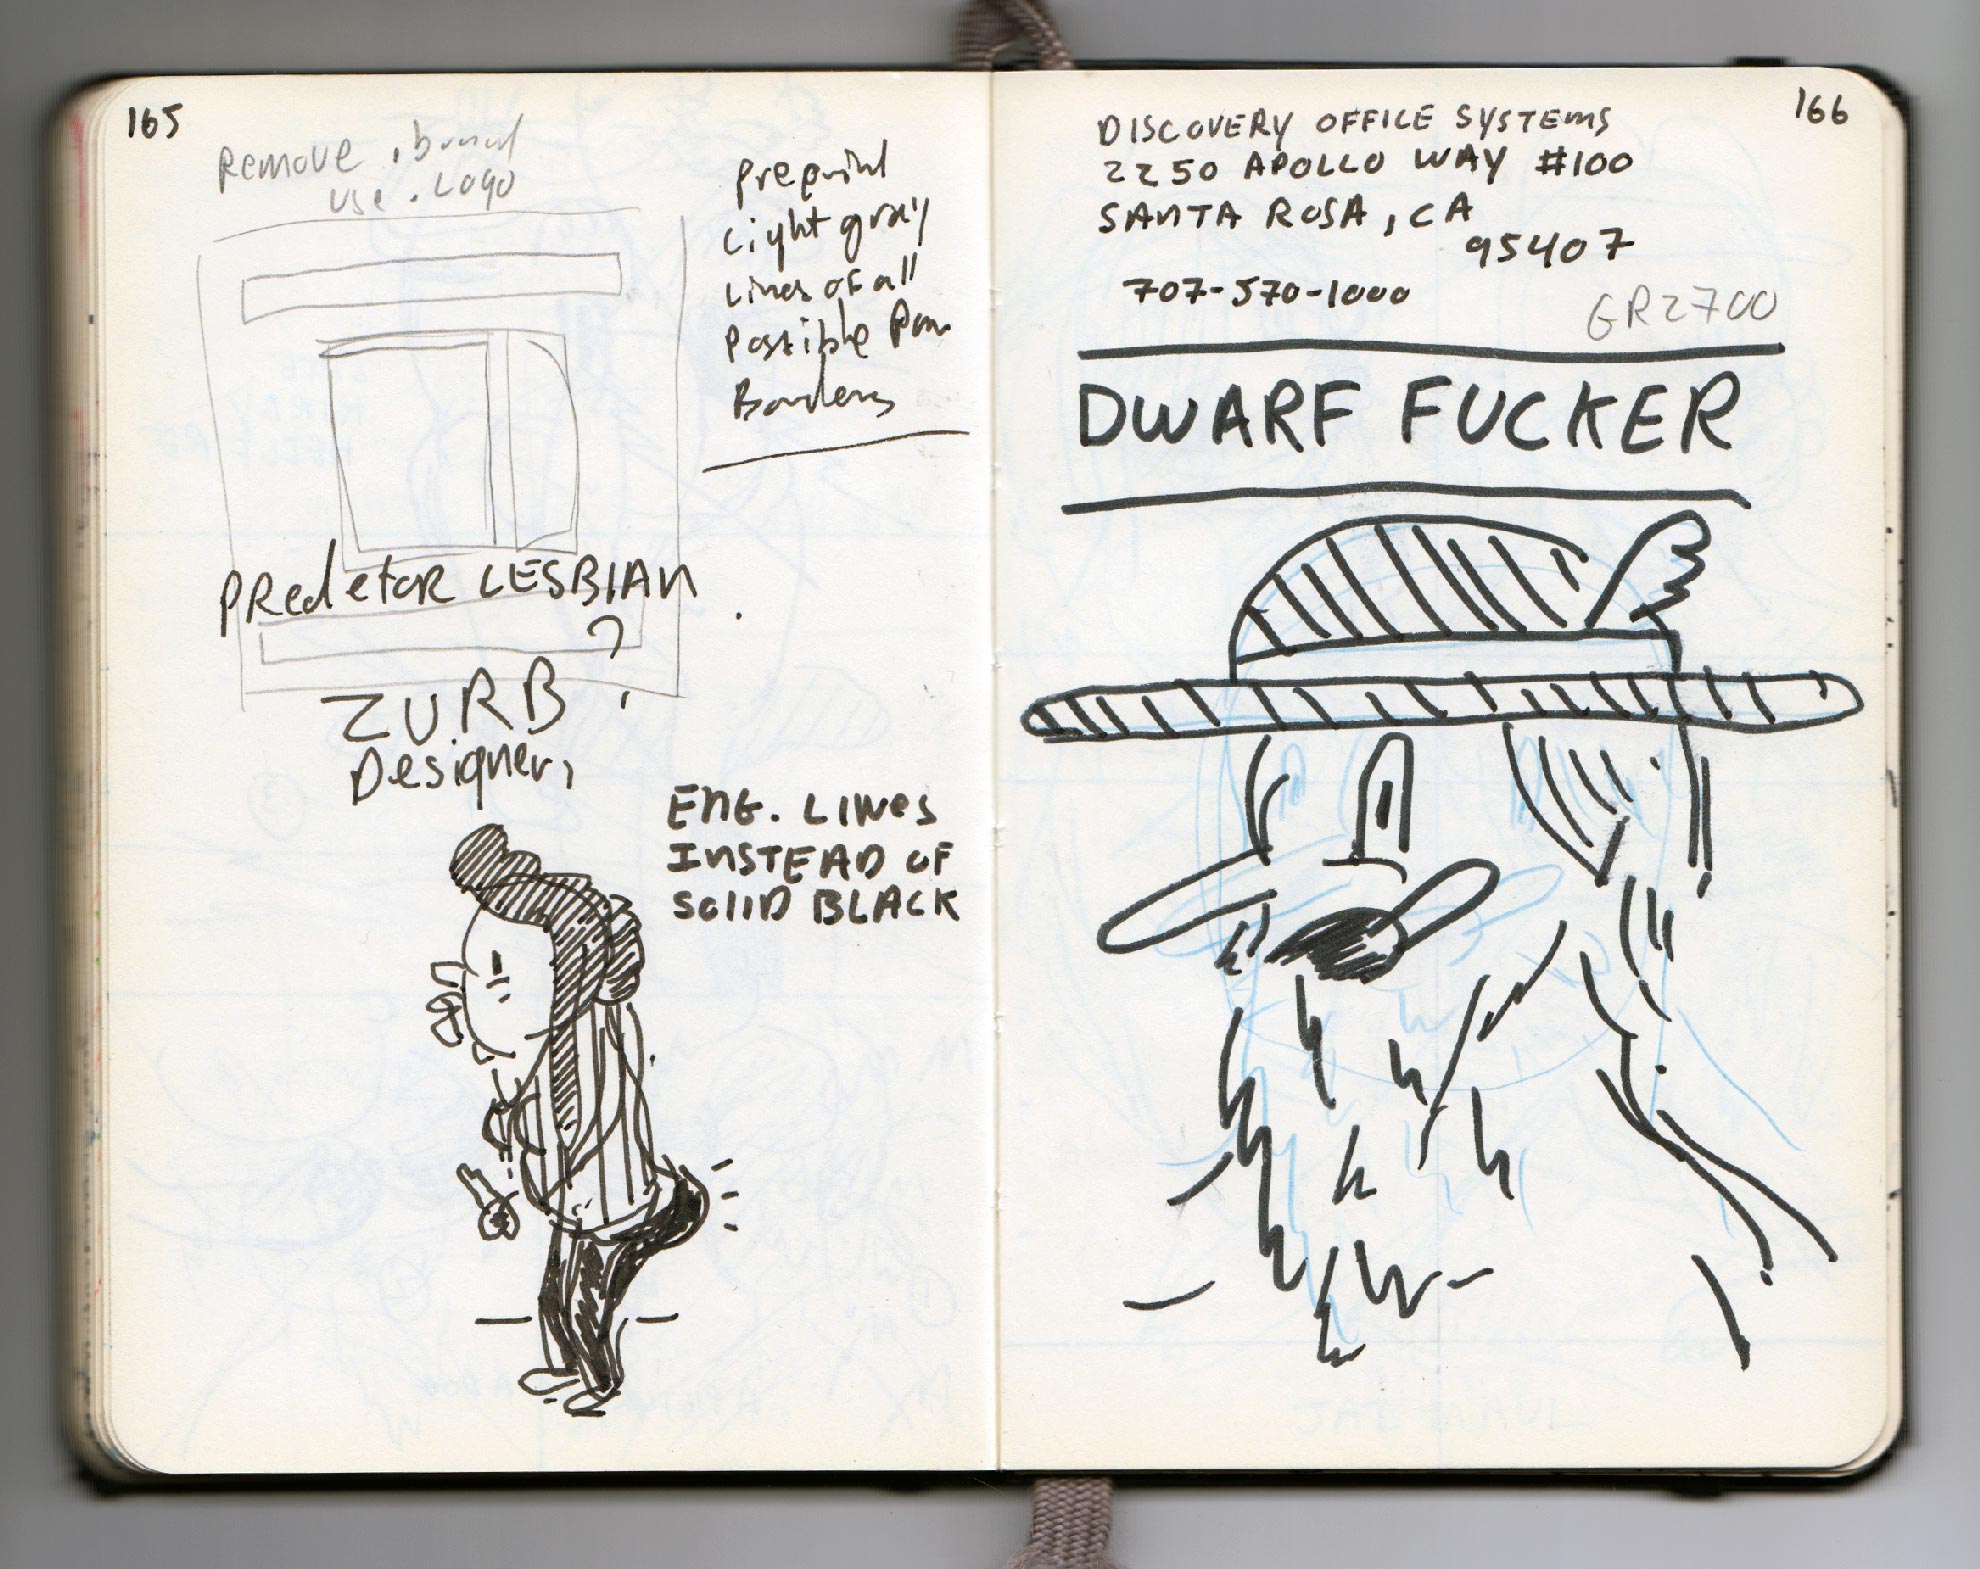 165
Remove .brand
use .Logo
preprint
Light gray
Lines of all
Possible
Borders
PRedetoR LESBIAN
?
ZURB
Designer,
ENG. LINES
INSTEAD OF
SOLID BLACK
166
DISCOVERY OFFICE SYSTEMS
2250 APOLLO WAY #100
SANTA ROSA, CA
95407
707-570-1000
GR2700
DWARF FUCKER